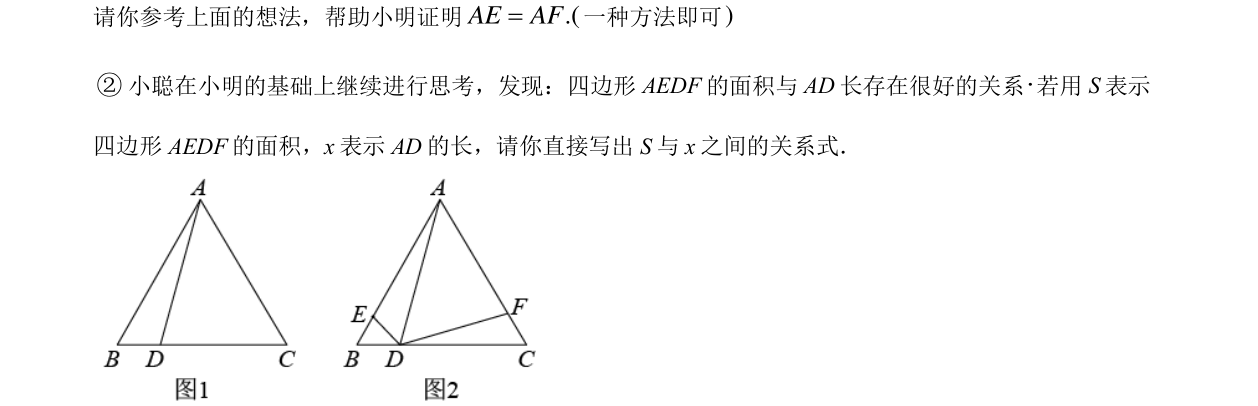 请你参考上面的想法，帮助小明证明 AE = AF.(一种方法即可)
② 小聪在小明的基础上继续进行思考，发现：四边形 AEDF 的面积与 AD 长存在很好的关系·若用 S 表示
四边形 AEDF 的面积，x 表示 AD 的长，请你直接写出 S 与 x 之间的关系式．
A
B D C
图1
A
E F
B D C
图2